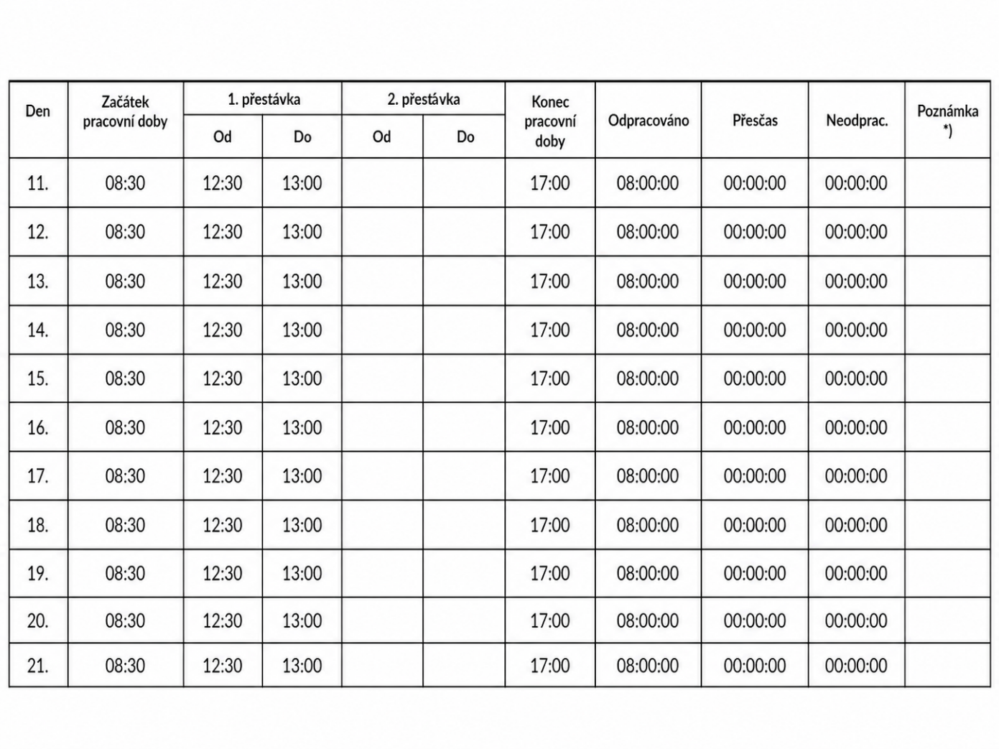 Den Začátek pracovní doby 1. přestávka 2. přestávka Konec pracovní doby Odpracováno Přesčas Neodprac. Poznámka *)
Od Do Od Do
11. 08:30 12:30 13:00 17:00 08:00:00 00:00:00 00:00:00
12. 08:30 12:30 13:00 17:00 08:00:00 00:00:00 00:00:00
13. 08:30 12:30 13:00 17:00 08:00:00 00:00:00 00:00:00
14. 08:30 12:30 13:00 17:00 08:00:00 00:00:00 00:00:00
15. 08:30 12:30 13:00 17:00 08:00:00 00:00:00 00:00:00
16. 08:30 12:30 13:00 17:00 08:00:00 00:00:00 00:00:00
17. 08:30 12:30 13:00 17:00 08:00:00 00:00:00 00:00:00
18. 08:30 12:30 13:00 17:00 08:00:00 00:00:00 00:00:00
19. 08:30 12:30 13:00 17:00 08:00:00 00:00:00 00:00:00
20. 08:30 12:30 13:00 17:00 08:00:00 00:00:00 00:00:00
21. 08:30 12:30 13:00 17:00 08:00:00 00:00:00 00:00:00